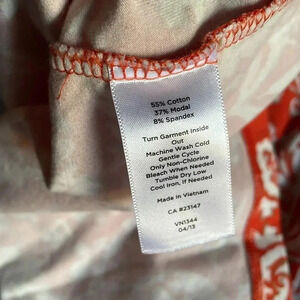 55% Cotton
37% Modal
8% Spandex
Turn Garment Inside
Out
Machine Wash Cold
Gentle Cycle
Only Non-Chlorine
Bleach When Needed
Tumble Dry Low
Cool Iron, If Needed
Made in Vietnam
CA #23147
VN1344
04/13